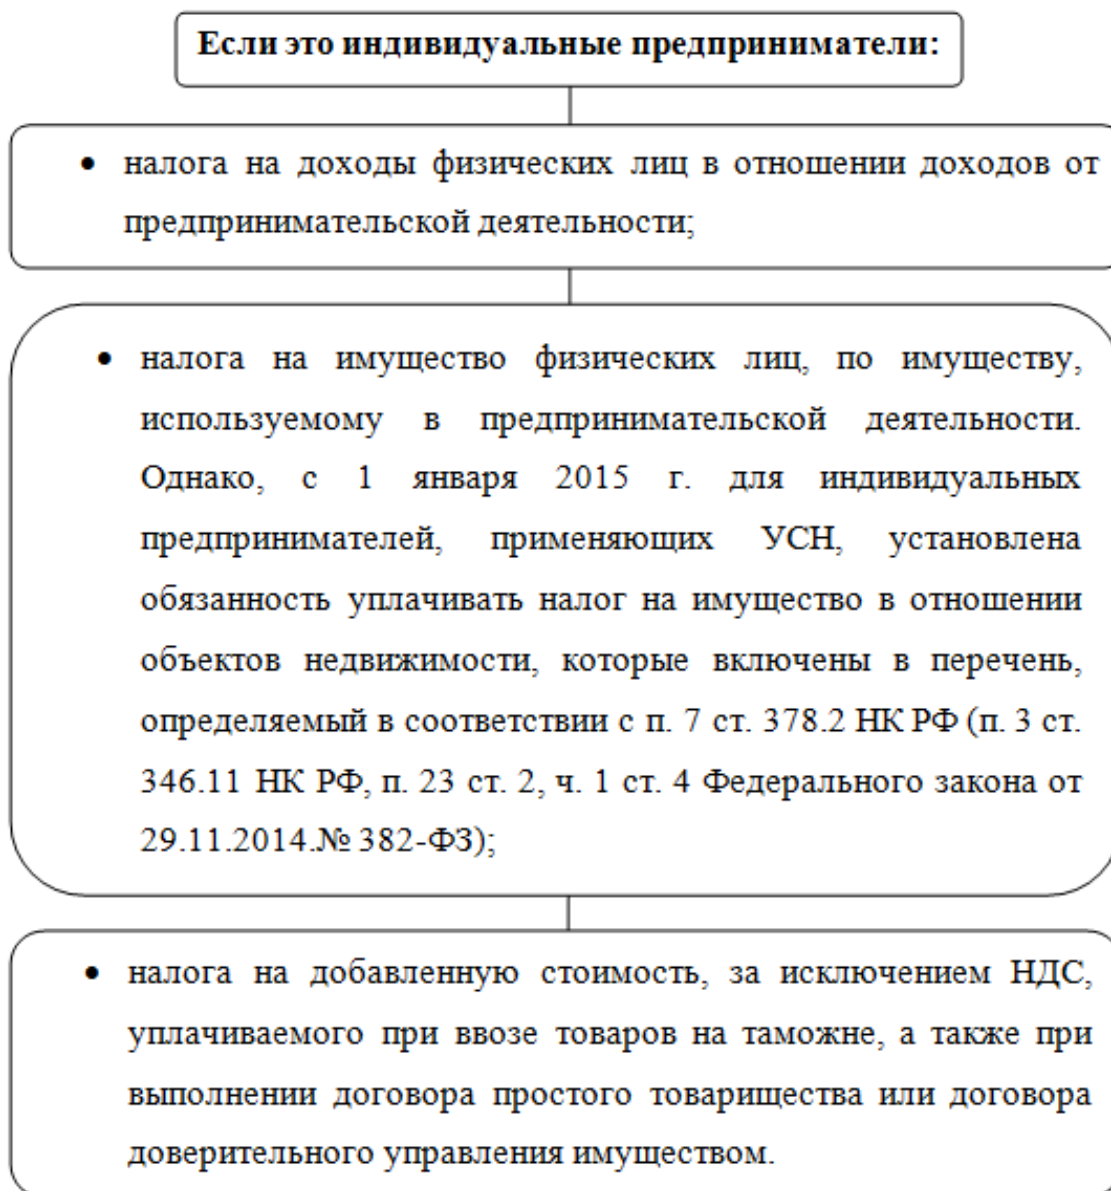 Если это индивидуальные предприниматели:
• налога на доходы физических лиц в отношении доходов от
предпринимательской деятельности;
• налога на имущество физических лиц, по имуществу,
используемому в предпринимательской деятельности.
Однако, с 1 января 2015 г. для индивидуальных
предпринимателей, применяющих УСН, установлена
обязанность уплачивать налог на имущество в отношении
объектов недвижимости, которые включены в перечень,
определяемый в соответствии с п. 7 ст. 378.2 НК РФ (п. 3 ст.
346.11 НК РФ, п. 23 ст. 2, ч. 1 ст. 4 Федерального закона от
29.11.2014.№ 382-ФЗ);
• налога на добавленную стоимость, за исключением НДС,
уплачиваемого при ввозе товаров на таможне, а также при
выполнении договора простого товарищества или договора
доверительного управления имуществом.